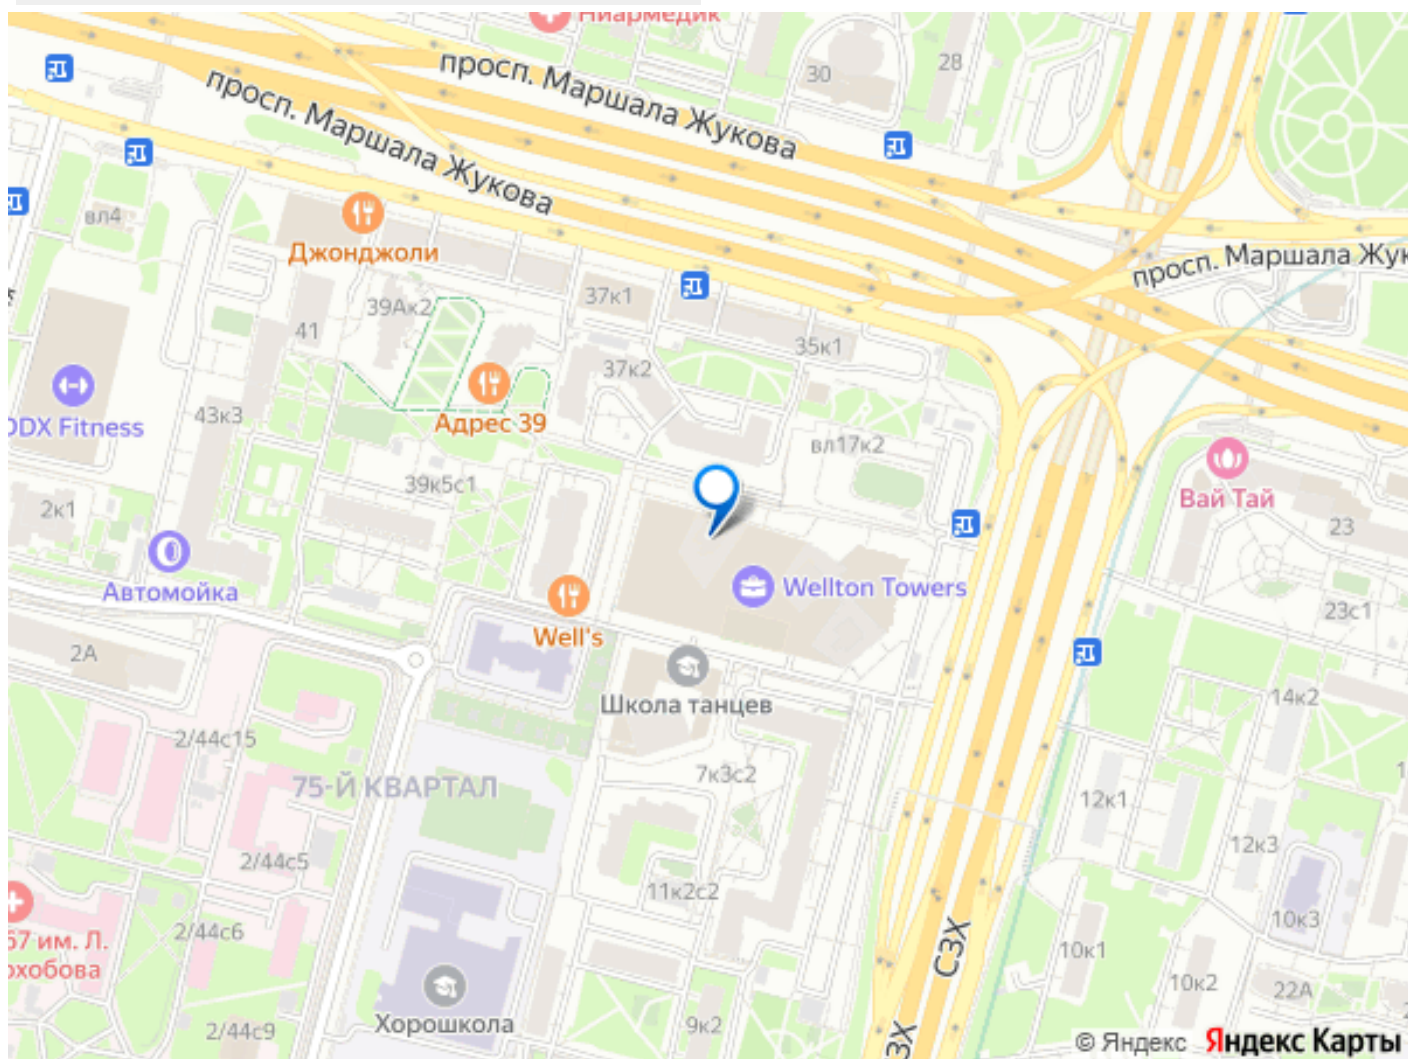 Ниармедик
просп. Маршала Жукова
30
28
просп. Маршала Жукова
вл4
Джонджоли
просп. Маршала Жук
39Ак2
37к1
41
35к1
37к2
DDX Fitness
43к3
Адрес 39
вл17к2
39к5с1
Вай Тай
2к1
23
Автомойка
Wellton Towers
23с1
Well's
2А
Школа танцев
14к2
2/44с15
75-Й КВАРТАЛ
7к3с2
12к1
12к3
2/44с5
11к2с2
67 им. Л.
охобова
2/44с6
СЗХ
10к3
10к1
10к2
22А
Хорошкола
2/44с9
9к2
ЗХ
© Яндекс Яндекс Карты